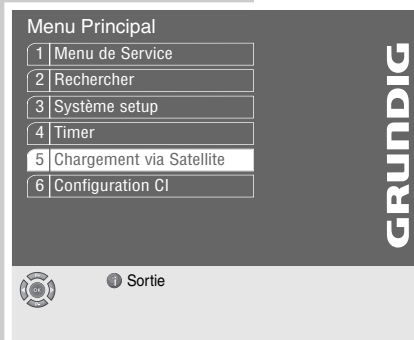 Menu Principal
1 Menu de Service
2 Rechercher
3 Système setup
4 Timer
5 Chargement via Satellite
6 Configuration CI
GRUNDIG
OK
i Sortie